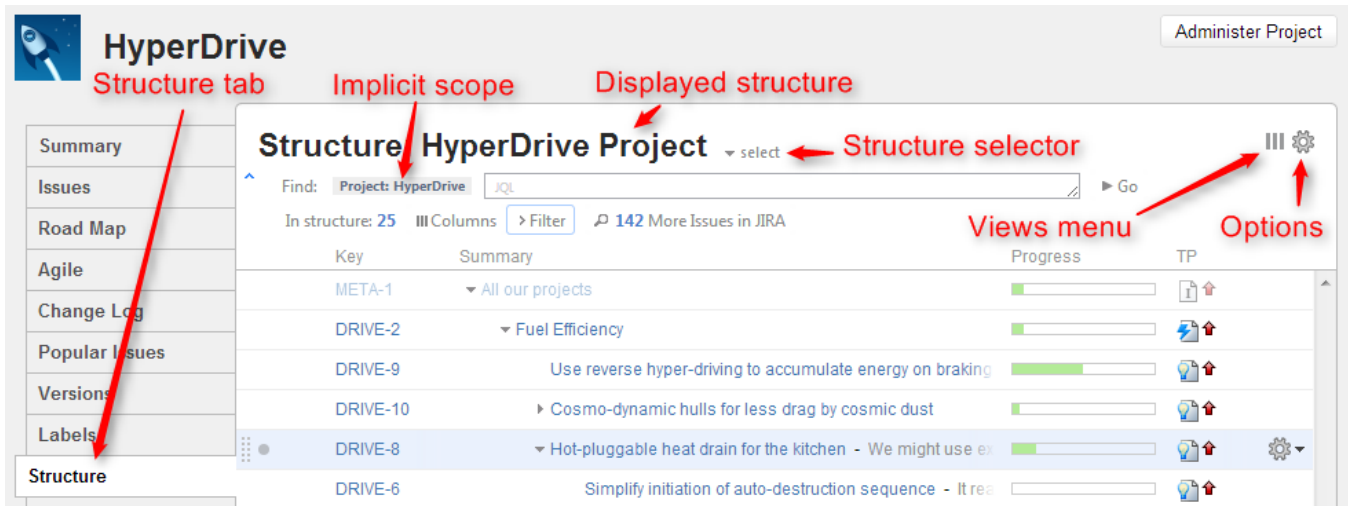 HyperDrive
Administer Project
Structure tab
Implicit scope
Displayed structure
Summary
Issues
Road Map
Agile
Change Log
Popular Issues
Versions
Labels
Structure
Structure HyperDrive Project select
Structure selector
Find: Project: HyperDrive JQL Go
In structure: 25 Columns Filter 142 More Issues in JIRA
Views menu
Options
Key Summary Progress TP
META-1 All our projects
DRIVE-2 Fuel Efficiency
DRIVE-9 Use reverse hyper-driving to accumulate energy on braking
DRIVE-10 Cosmo-dynamic hulls for less drag by cosmic dust
DRIVE-8 Hot-pluggable heat drain for the kitchen - We might use
DRIVE-6 Simplify initiation of auto-destruction sequence - It